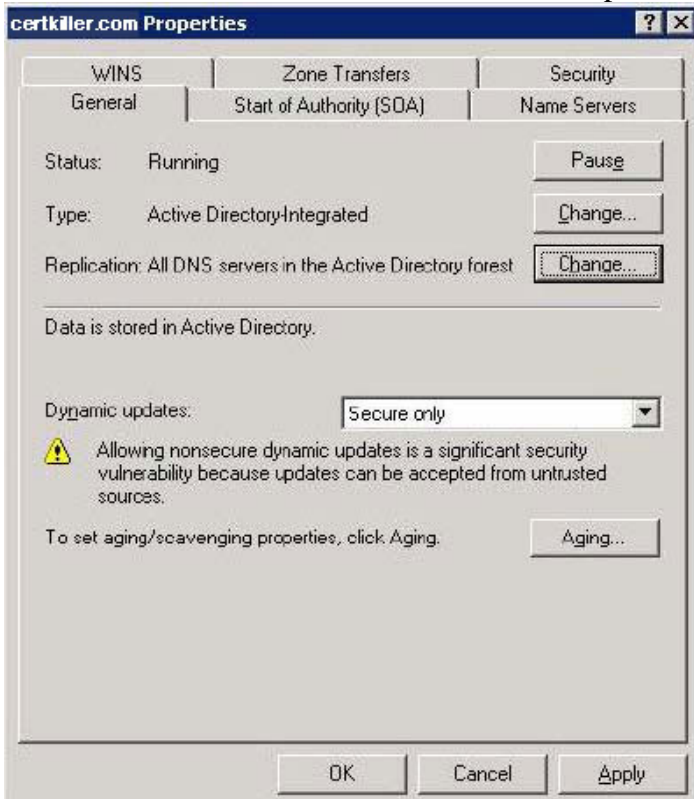 certkiller.com Properties
WINS Zone Transfers Security
General Start of Authority (SOA) Name Servers
Status: Running Pause
Type: Active Directory-Integrated Change...
Replication: All DNS servers in the Active Directory forest Change...
Data is stored in Active Directory.
Dynamic updates: Secure only
Allowing nonsecure dynamic updates is a significant security
vulnerability because updates can be accepted from untrusted
sources.
To set aging/scavenging properties, click Aging. Aging...
OK Cancel Apply